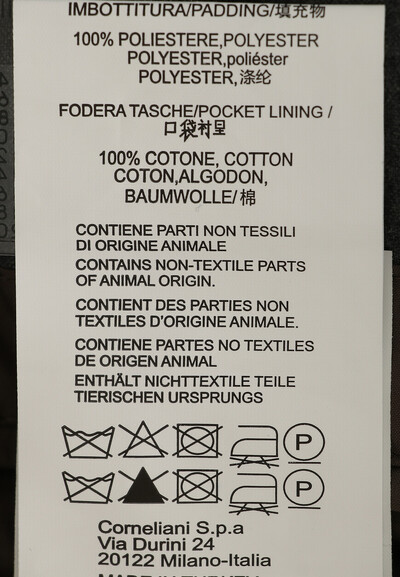 IMBOTTITURA/PADDING/填充物
100% POLIESTERE,POLYESTER
POLYESTER,poliéster
POLYESTER,涤纶
FODERA TASCHE/POCKET LINING /
口袋衬里
100% COTONE, COTTON
COTON,ALGODON,
BAUMWOLLE/棉
CONTIENE PARTI NON TESSILI
DI ORIGINE ANIMALE
CONTAINS NON-TEXTILE PARTS
OF ANIMAL ORIGIN.
CONTIENT DES PARTIES NON
TEXTILES D'ORIGINE ANIMALE.
CONTIENE PARTES NO TEXTILES
DE ORIGEN ANIMAL
ENTHÄLT NICHTTEXTILE TEILE
TIERISCHEN URSPRUNGS
P
P
Corneliani S.p.a
Via Durini 24
20122 Milano-Italia
MADE IN TURKEY